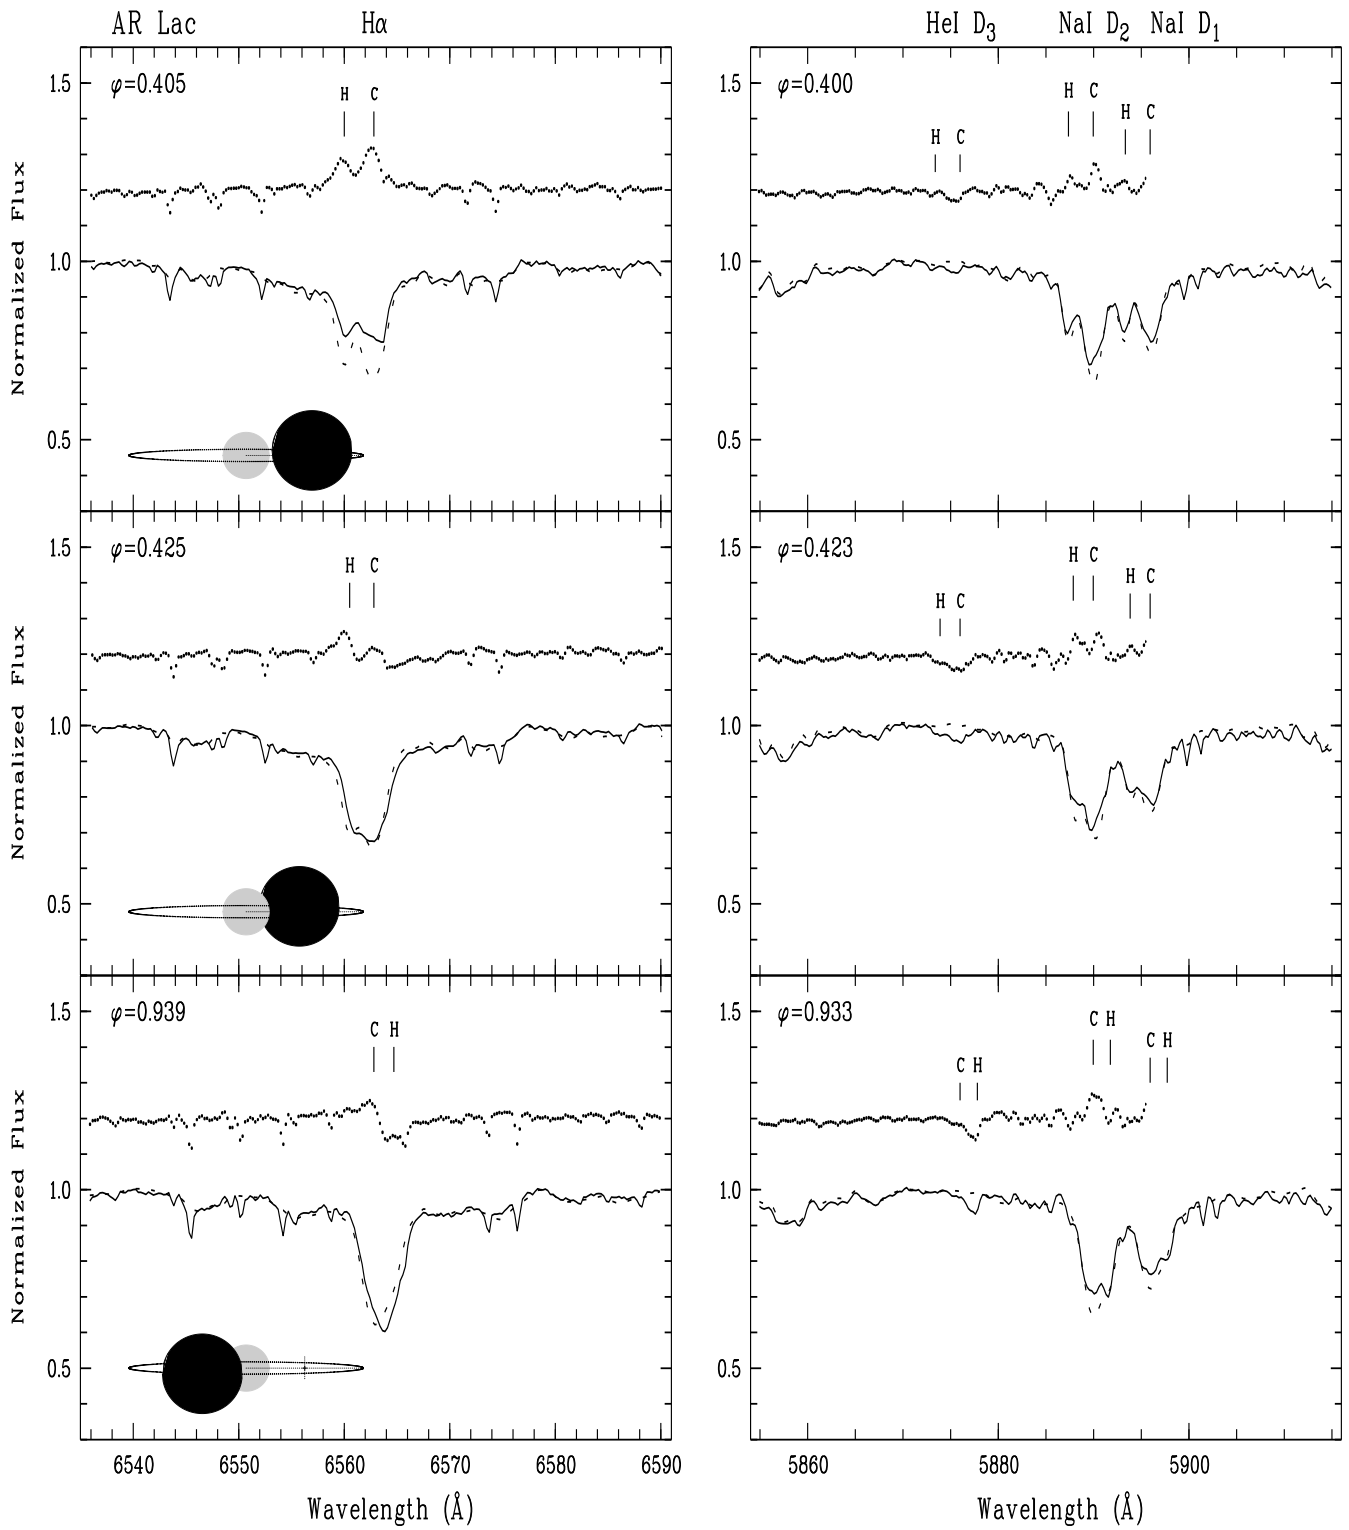 AR Lac Hα HeI D3 NaI D2 NaI D1
φ=0.405
H C
1.5
1.0
0.5
Normalized Flux
φ=0.400
H C H C H C
1.5
1.0
0.5
φ=0.425
H C
1.5
1.0
0.5
Normalized Flux
φ=0.423
H C H C H C
1.5
1.0
0.5
φ=0.939
C H
1.5
1.0
0.5
Normalized Flux
φ=0.933
C H C H C H
1.5
1.0
0.5
6540 6550 6560 6570 6580 6590
Wavelength (Å)
5860 5880 5900
Wavelength (Å)